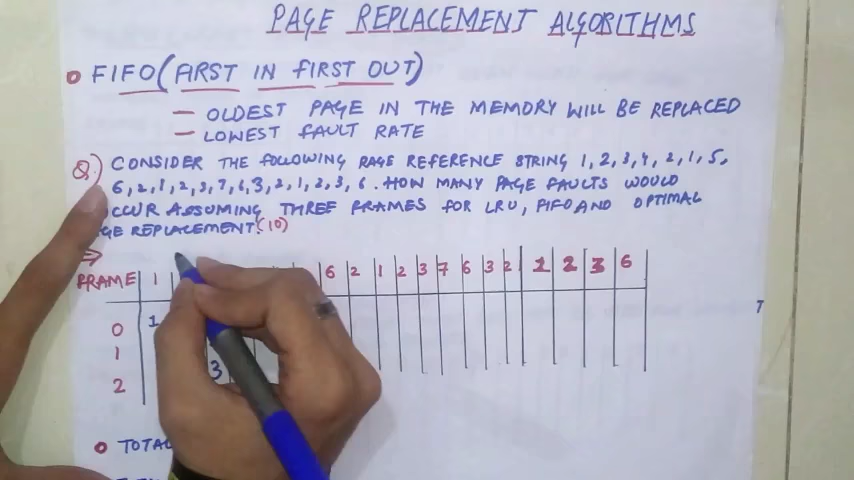 PAGE REPLACEMENT ALGORITHMS
FIFO (FIRST IN FIRST OUT)
— OLDEST PAGE IN THE MEMORY WILL BE REPLACED
— LOWEST FAULT RATE
Q) CONSIDER THE FOLLOWING PAGE REFERENCE STRING 1, 2, 3, 4, 2, 1, 5,
6, 2, 1, 2, 3, 7, 6, 3, 2, 1, 2, 3, 6. HOW MANY PAGE FAULTS WOULD
OCCUR ASSUMING THREE FRAMES FOR LRU, FIFO AND OPTIMAL
GE REPLACEMENT? (10)
FRAME 1 6 2 1 2 3 7 6 3 2 1 2 3 6
0 1
1
2 3
7
TOTAL